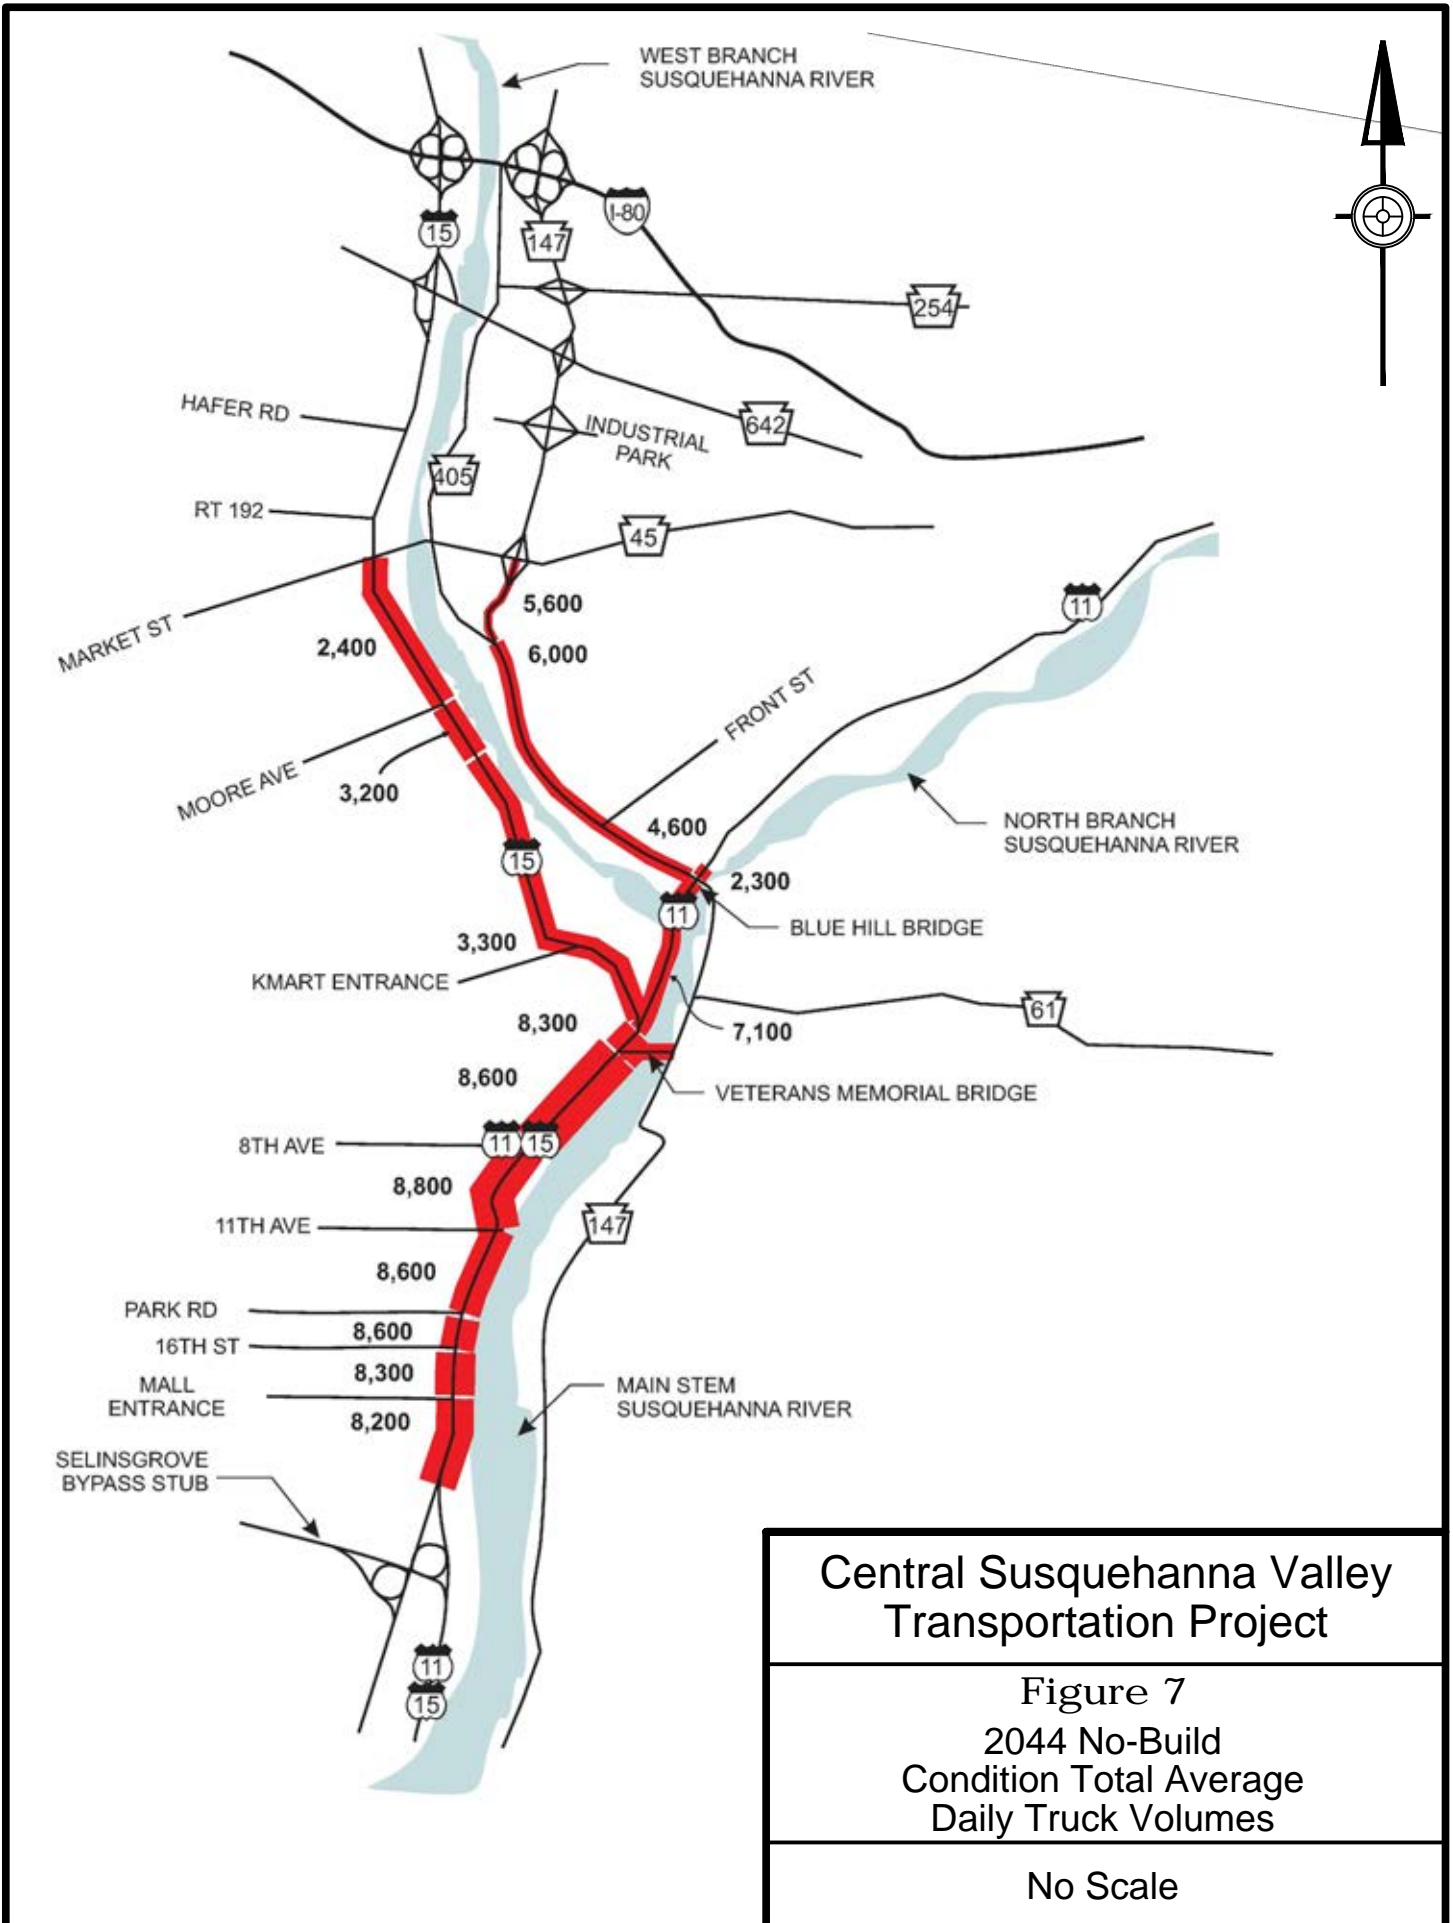 WEST BRANCH
SUSQUEHANNA RIVER
I-80
15
147
254
HAFER RD
INDUSTRIAL
PARK
642
405
RT 192
45
11
5,600
MARKET ST
2,400
6,000
FRONT ST
MOORE AVE
3,200
4,600
NORTH BRANCH
SUSQUEHANNA RIVER
15
2,300
11
BLUE HILL BRIDGE
3,300
KMART ENTRANCE
61
8,300
7,100
8,600
VETERANS MEMORIAL BRIDGE
8TH AVE
11
15
8,800
11TH AVE
147
8,600
PARK RD
8,600
16TH ST
8,300
MALL
ENTRANCE
MAIN STEM
SUSQUEHANNA RIVER
8,200
SELINSGROVE
BYPASS STUB
11
15
Central Susquehanna Valley
Transportation Project
Figure 7
2044 No-Build
Condition Total Average
Daily Truck Volumes
No Scale